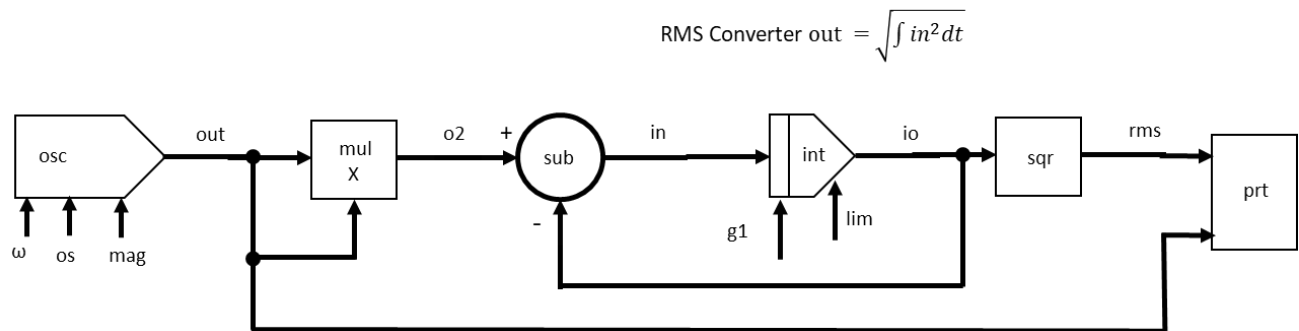 RMS Converter out = √∫ in² dt
osc
out
mul
X
o2
+
sub
-
in
int
io
sqr
rms
prt
ω
os
mag
g1
lim